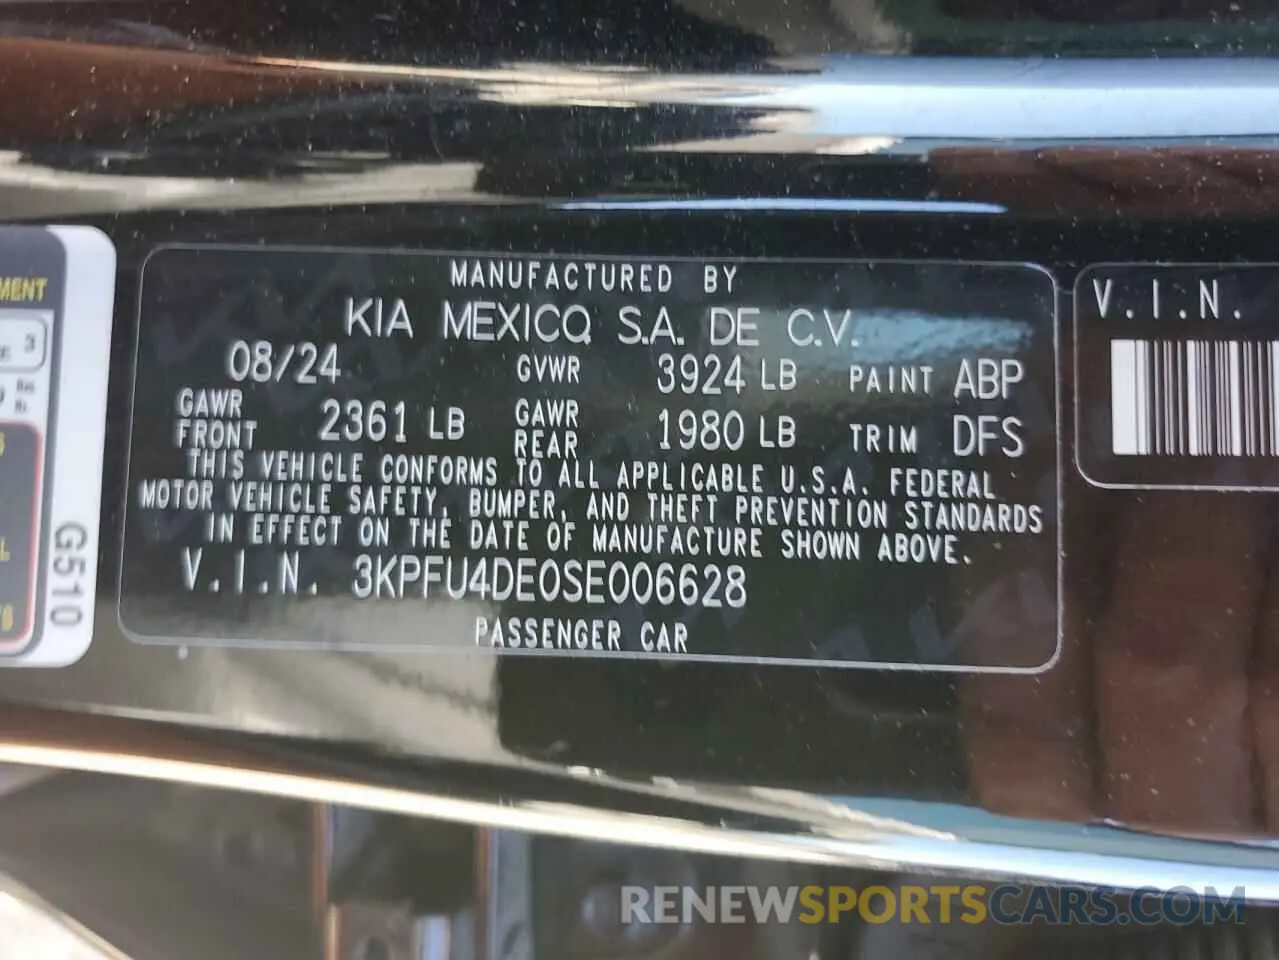 MANUFACTURED BY
KIA MEXICO S.A. DE C.V.
08/24 GVWR 3924 LB PAINT ABP
GAWR FRONT 2361 LB GAWR REAR 1980 LB TRIM DFS
THIS VEHICLE CONFORMS TO ALL APPLICABLE U.S.A. FEDERAL
MOTOR VEHICLE SAFETY, BUMPER, AND THEFT PREVENTION STANDARDS
IN EFFECT ON THE DATE OF MANUFACTURE SHOWN ABOVE.
V.I.N. 3KPFU4DE0SE006628
PASSENGER CAR
V.I.N.
G510
3
RENEWSPORTSCARS.COM